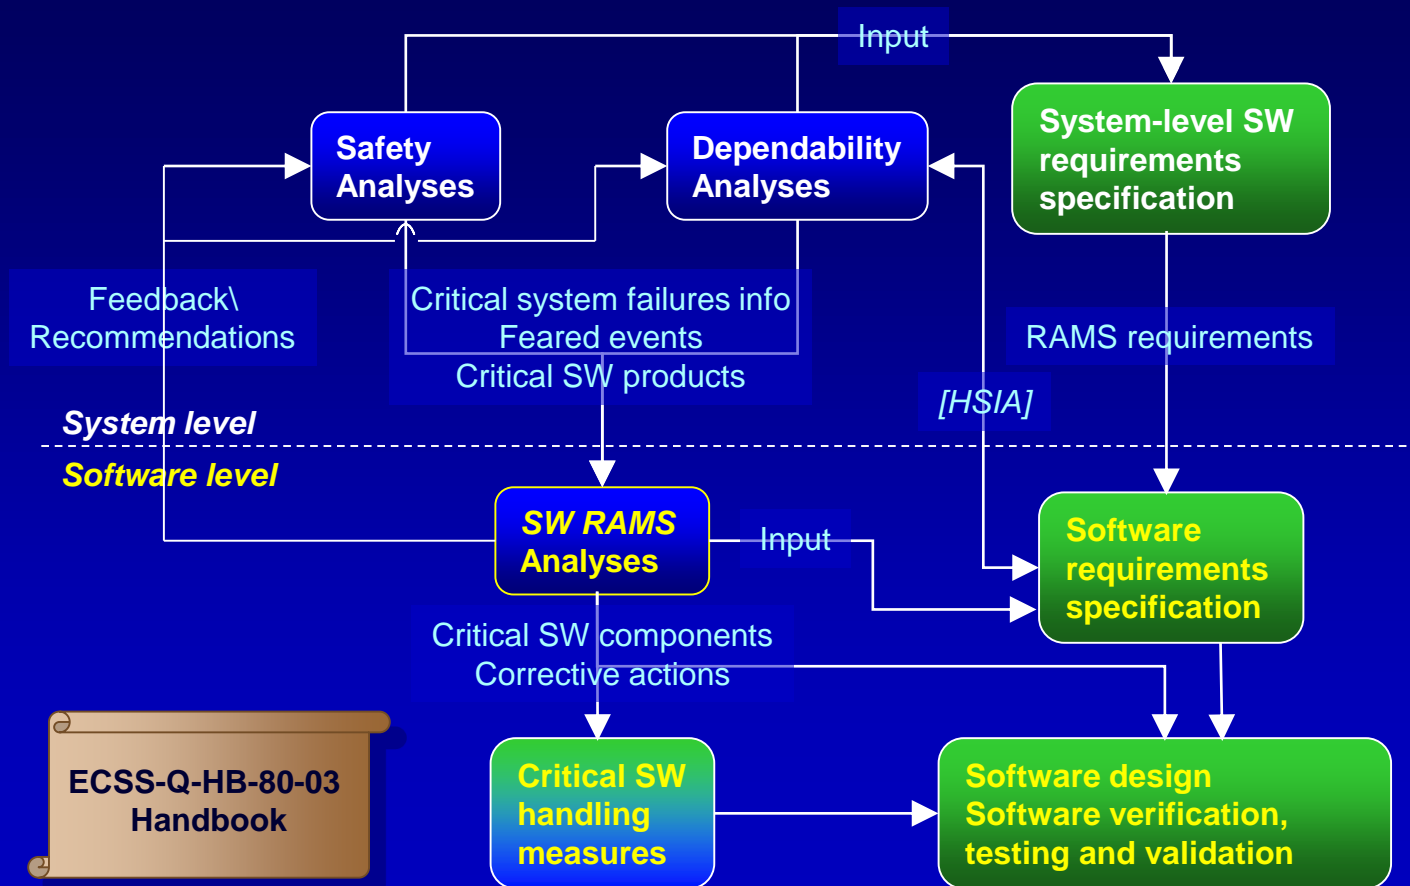 Input
Safety
Analyses
Dependability
Analyses
System-level SW
requirements
specification
Feedback\
Recommendations
Critical system failures info
Feared events
Critical SW products
RAMS requirements
[HSIA]
System level
Software level
SW RAMS
Analyses
Input
Software
requirements
specification
Critical SW components
Corrective actions
ECSS-Q-HB-80-03
Handbook
Critical SW
handling
measures
Software design
Software verification,
testing and validation